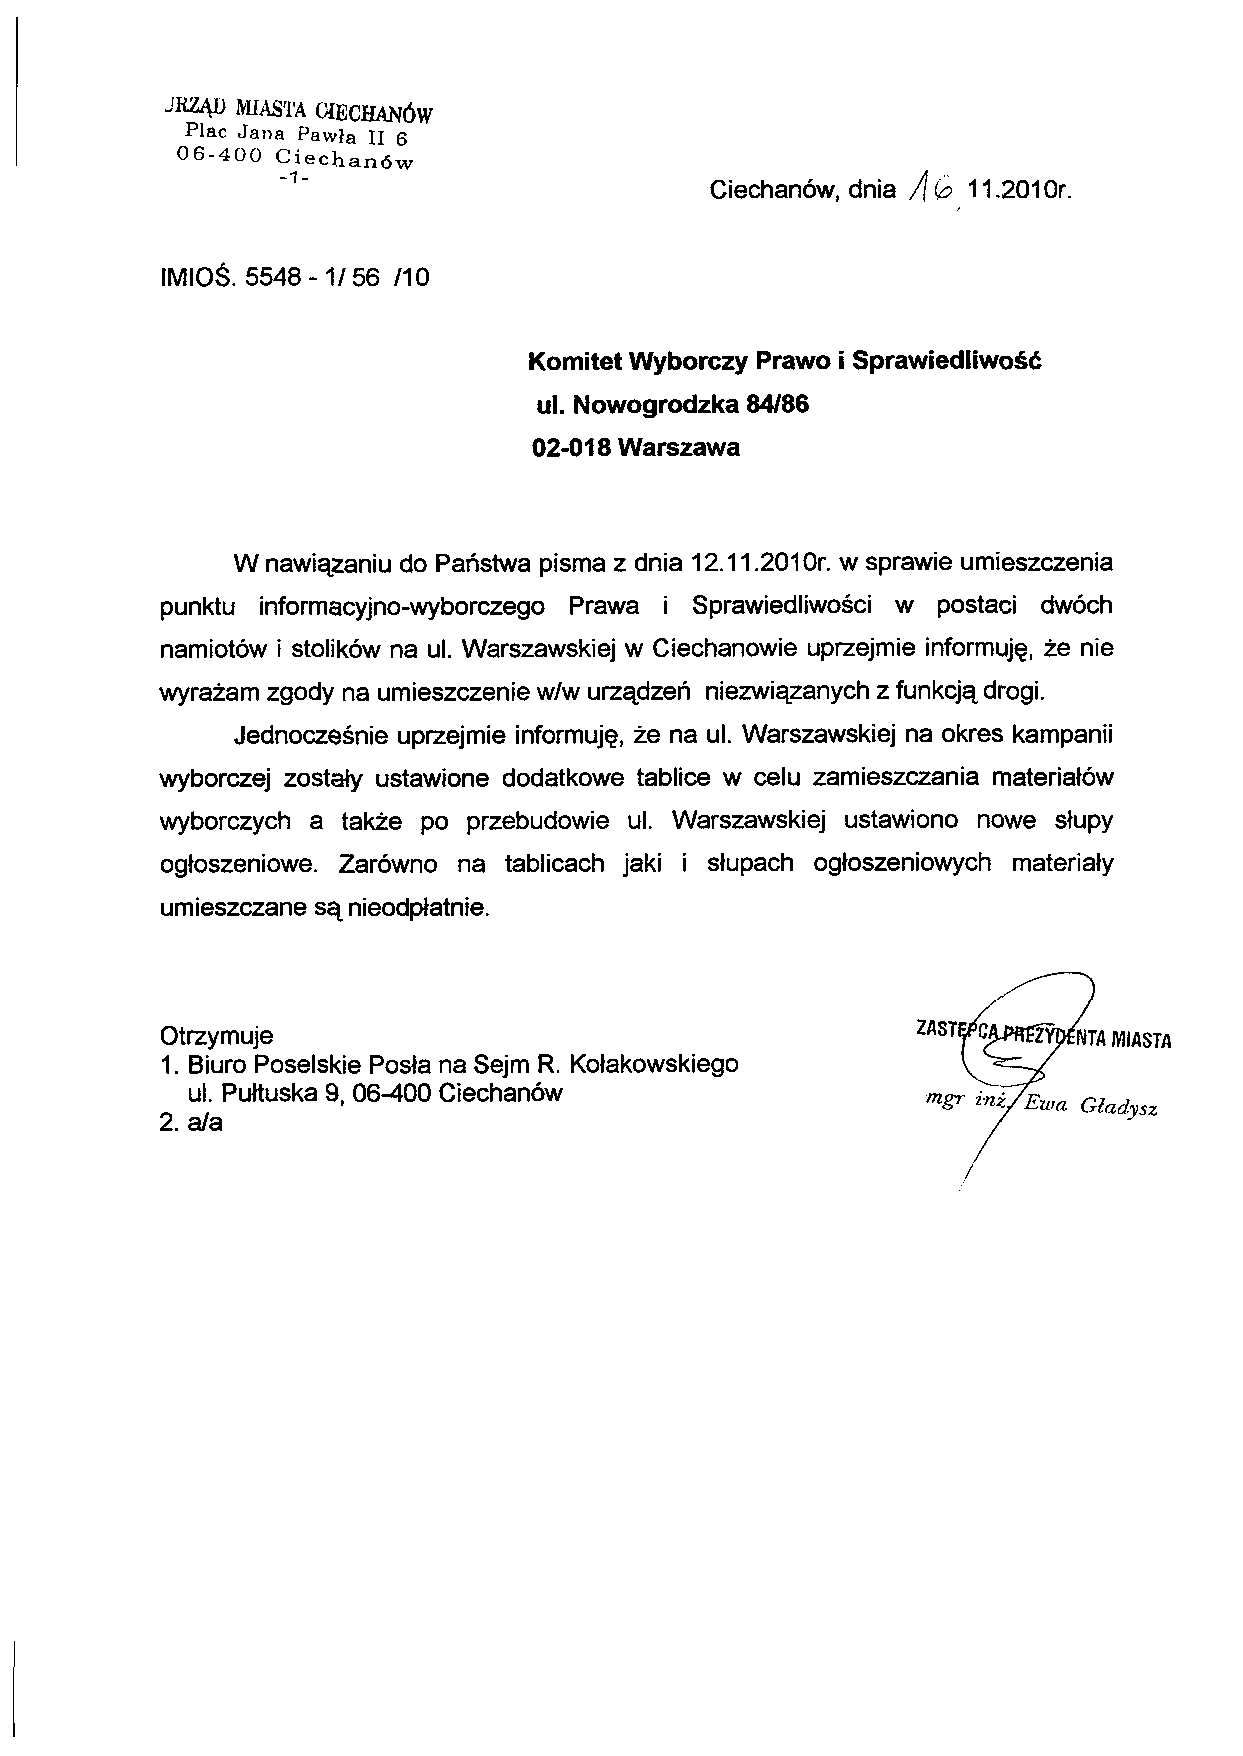 URZĄD MIASTA CIECHANÓW
Plac Jana Pawła II 6
06-400 Ciechanów
-1-
Ciechanów, dnia 16 11.2010r.
IMIOŚ. 5548 - 1/ 56 /10
Komitet Wyborczy Prawo i Sprawiedliwość
ul. Nowogrodzka 84/86
02-018 Warszawa
W nawiązaniu do Państwa pisma z dnia 12.11.2010r. w sprawie umieszczenia
punktu informacyjno-wyborczego Prawa i Sprawiedliwości w postaci dwóch
namiotów i stolików na ul. Warszawskiej w Ciechanowie uprzejmie informuję, że nie
wyrażam zgody na umieszczenie w/w urządzeń niezwiązanych z funkcją drogi.
Jednocześnie uprzejmie informuję, że na ul. Warszawskiej na okres kampanii
wyborczej zostały ustawione dodatkowe tablice w celu zamieszczania materiałów
wyborczych a także po przebudowie ul. Warszawskiej ustawiono nowe słupy
ogłoszeniowe. Zarówno na tablicach jaki i słupach ogłoszeniowych materiały
umieszczane są nieodpłatnie.
Otrzymuje
1. Biuro Poselskie Posła na Sejm R. Kołakowskiego
ul. Pułtuska 9, 06-400 Ciechanów
2. a/a
ZASTĘPCA PREZYDENTA MIASTA
mgr inż. Ewa Gładysz